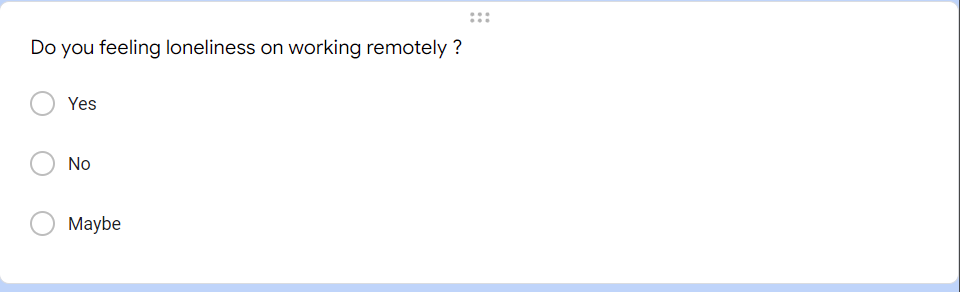 Do you feeling loneliness on working remotely ?
Yes
No
Maybe